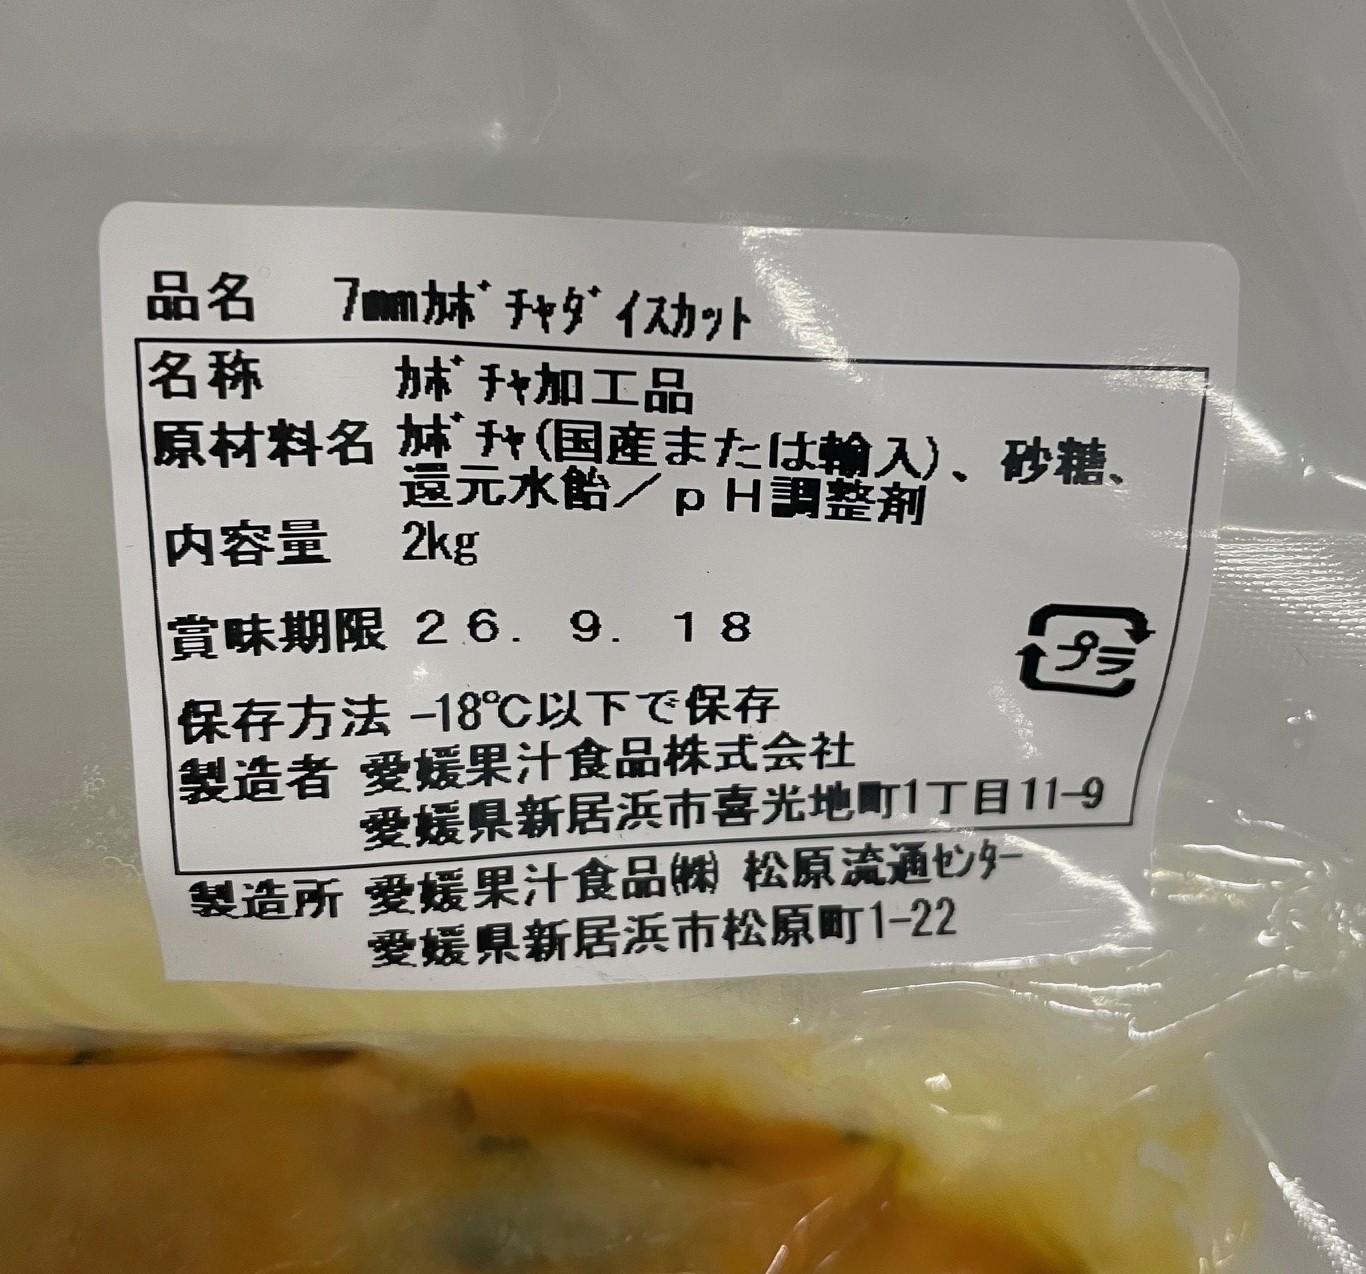 品名 7mmｶﾎﾞﾁｬﾀﾞｲｽｶｯﾄ
名称 ｶﾎﾞﾁｬ加工品
原材料名 ｶﾎﾞﾁｬ(国産または輸入)、砂糖、
還元水飴／ｐＨ調整剤
内容量 2kg
賞味期限 ２６．９．１８
プラ
保存方法 -18℃以下で保存
製造者 愛媛果汁食品株式会社
愛媛県新居浜市喜光地町1丁目11-9
製造所 愛媛果汁食品㈱ 松原流通ｾﾝﾀｰ
愛媛県新居浜市松原町1-22